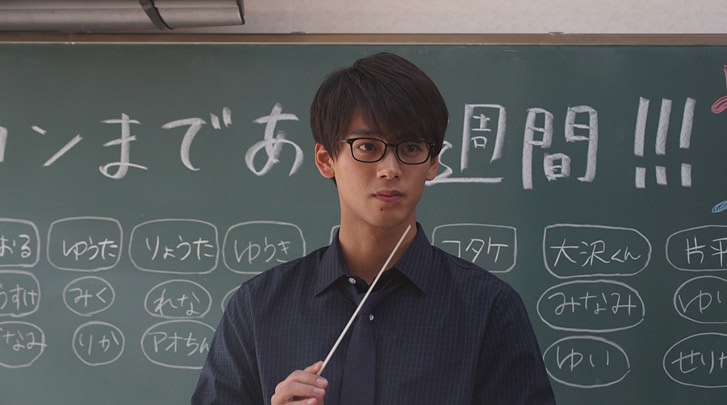 コンまであ 週間!!!
おる ゆうた りょうた ゆうき コタケ 大沢くん 片平
うすけ みく れな みなみ ゆい
なみ りか アオちん ゆい せりか